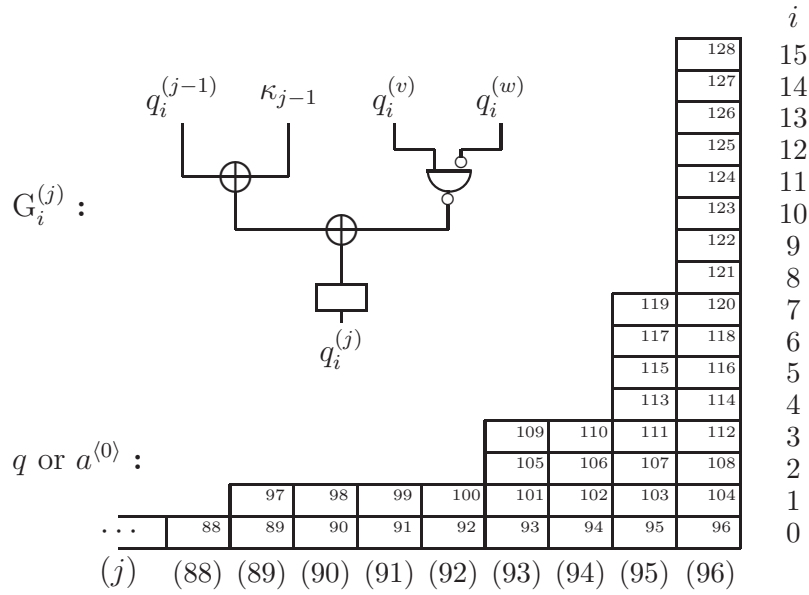 i
128 15
127 14
q_i^{(j−1)} κ_{j−1} q_i^{(v)} q_i^{(w)} 126 13
125 12
124 11
G_i^{(j)} : 123 10
122 9
121 8
119 120 7
117 118 6
q_i^{(j)} 115 116 5
113 114 4
109 110 111 112 3
q or a^{⟨0⟩} : 105 106 107 108 2
97 98 99 100 101 102 103 104 1
··· 88 89 90 91 92 93 94 95 96 0
(j) (88) (89) (90) (91) (92) (93) (94) (95) (96)